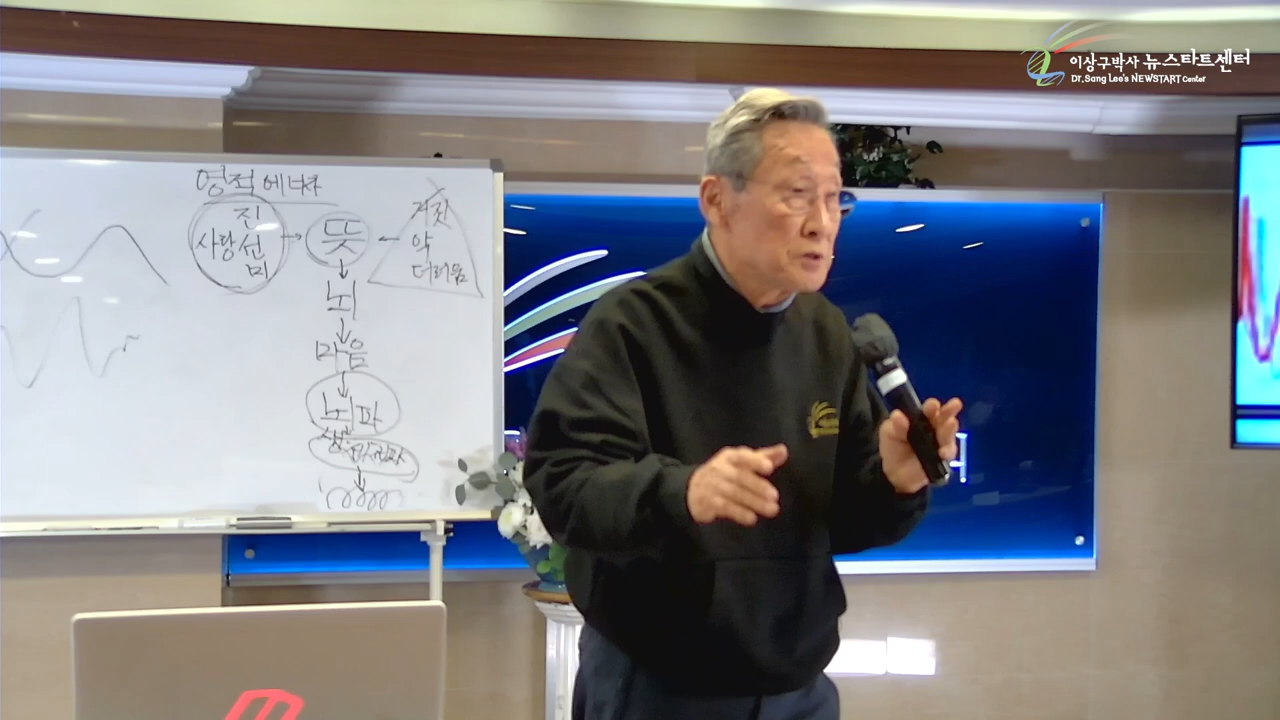 이상구박사 뉴스타트센터
Dr. Sang Lee's NEWSTART Center
영적 에너지
진
사랑 선
미
뜻
거짓
악
더러움
뇌
마음
뇌파